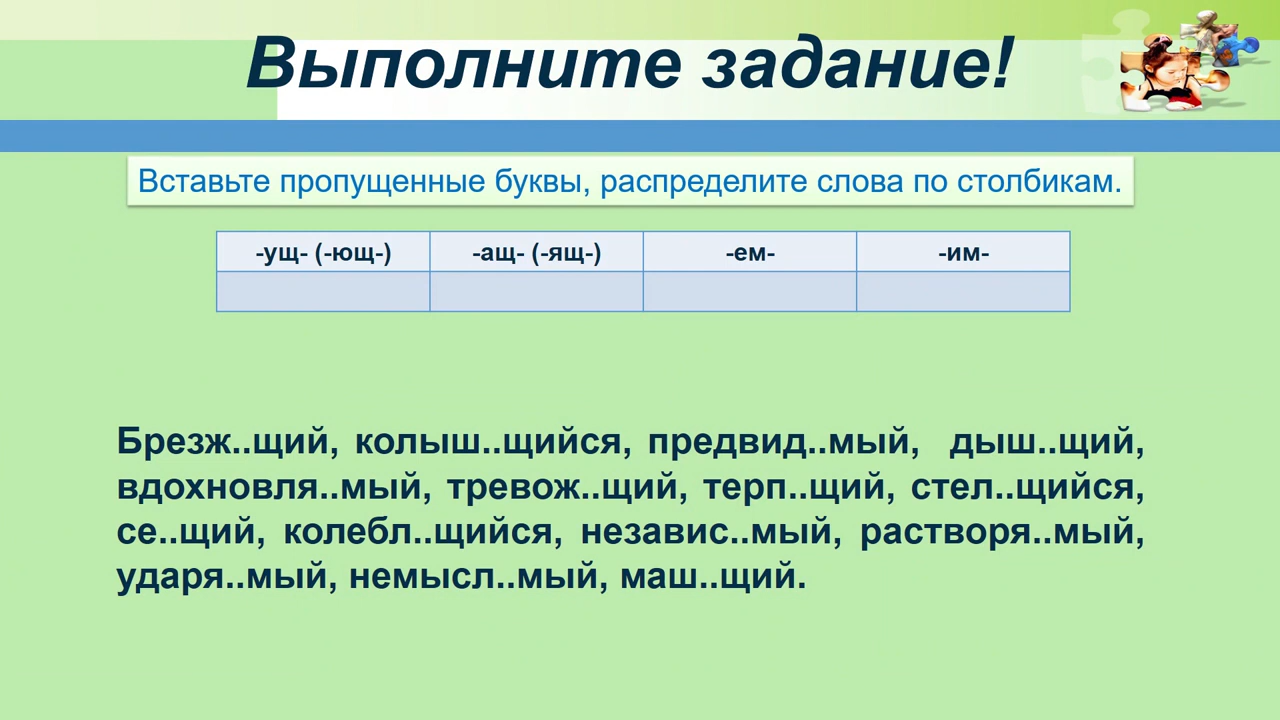 Выполните задание!
Вставьте пропущенные буквы, распределите слова по столбикам.
-ущ- (-ющ-) -ащ- (-ящ-) -ем- -им-
Брезж..щий, колыш..щийся, предвид..мый, дыш..щий,
вдохновля..мый, тревож..щий, терп..щий, стел..щийся,
се..щий, колебл..щийся, независ..мый, растворя..мый,
ударя..мый, немысл..мый, маш..щий.